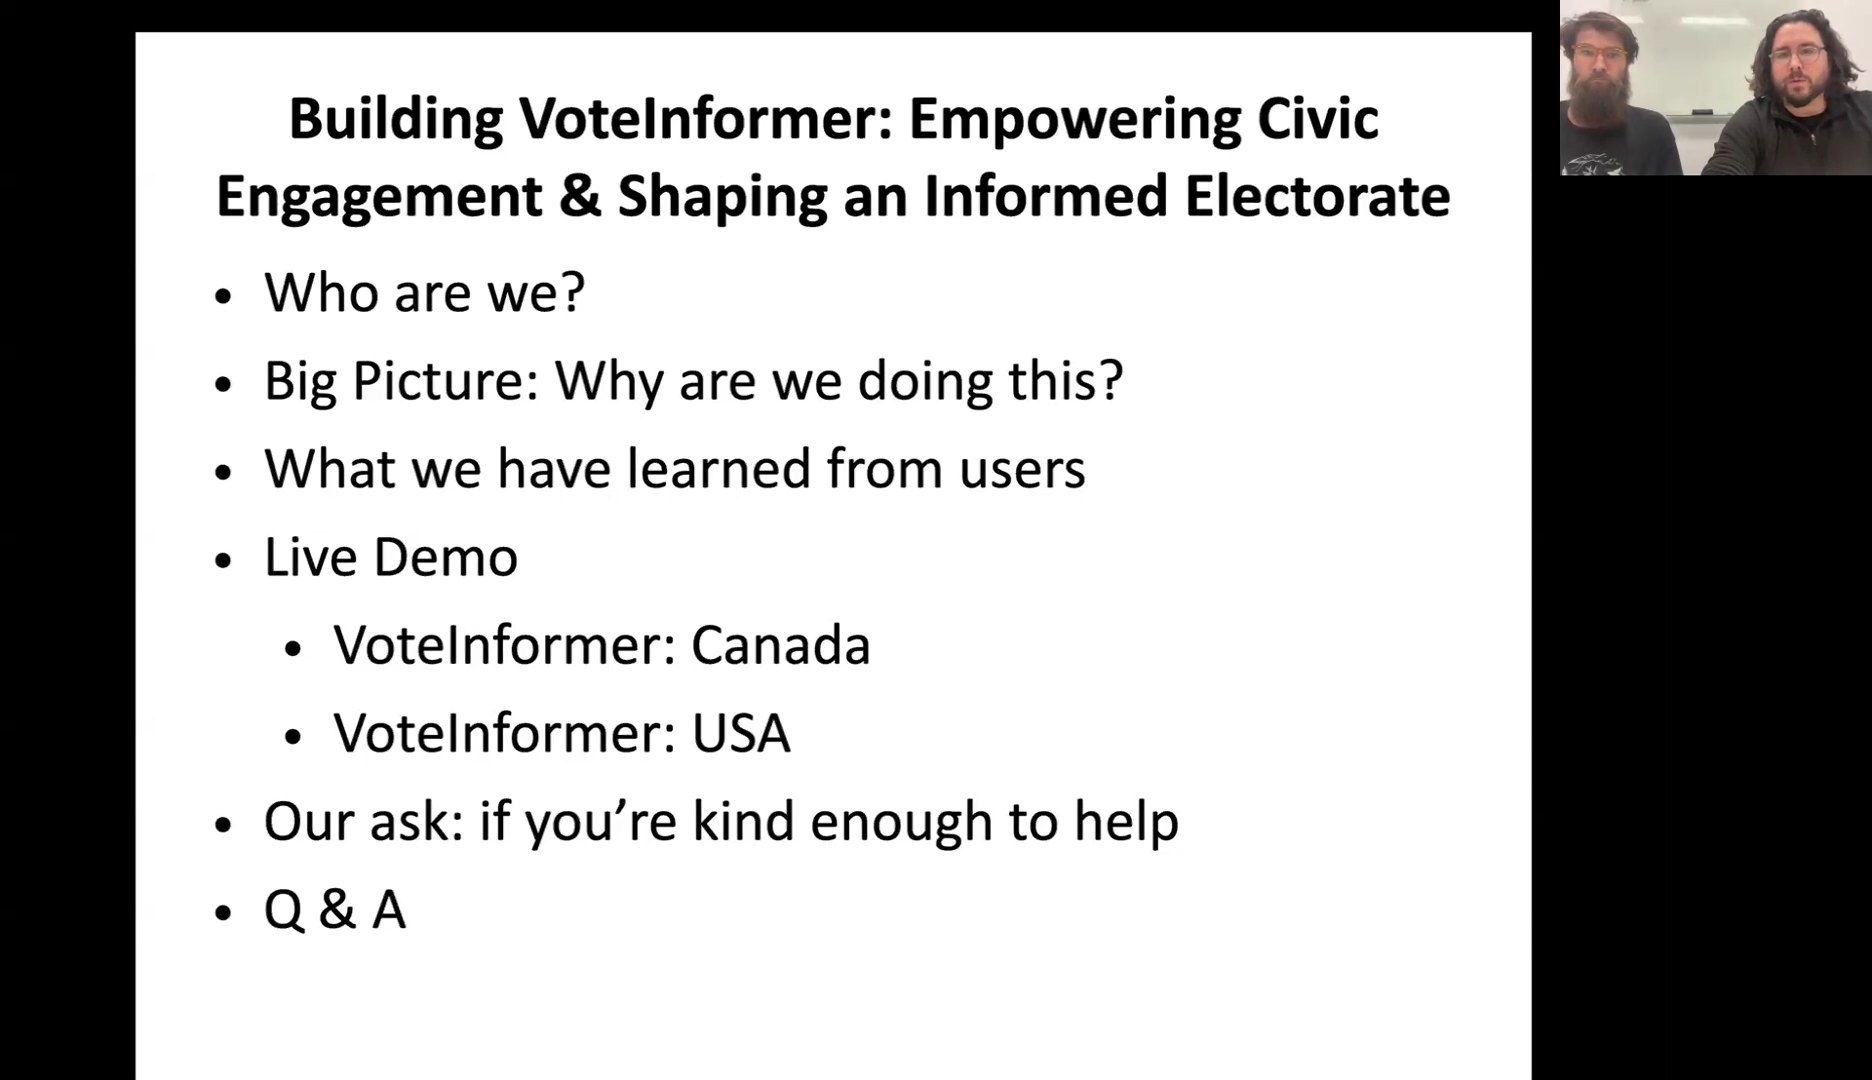 Building VoteInformer: Empowering Civic
Engagement & Shaping an Informed Electorate
• Who are we?
• Big Picture: Why are we doing this?
• What we have learned from users
• Live Demo
• VoteInformer: Canada
• VoteInformer: USA
• Our ask: if you’re kind enough to help
• Q & A